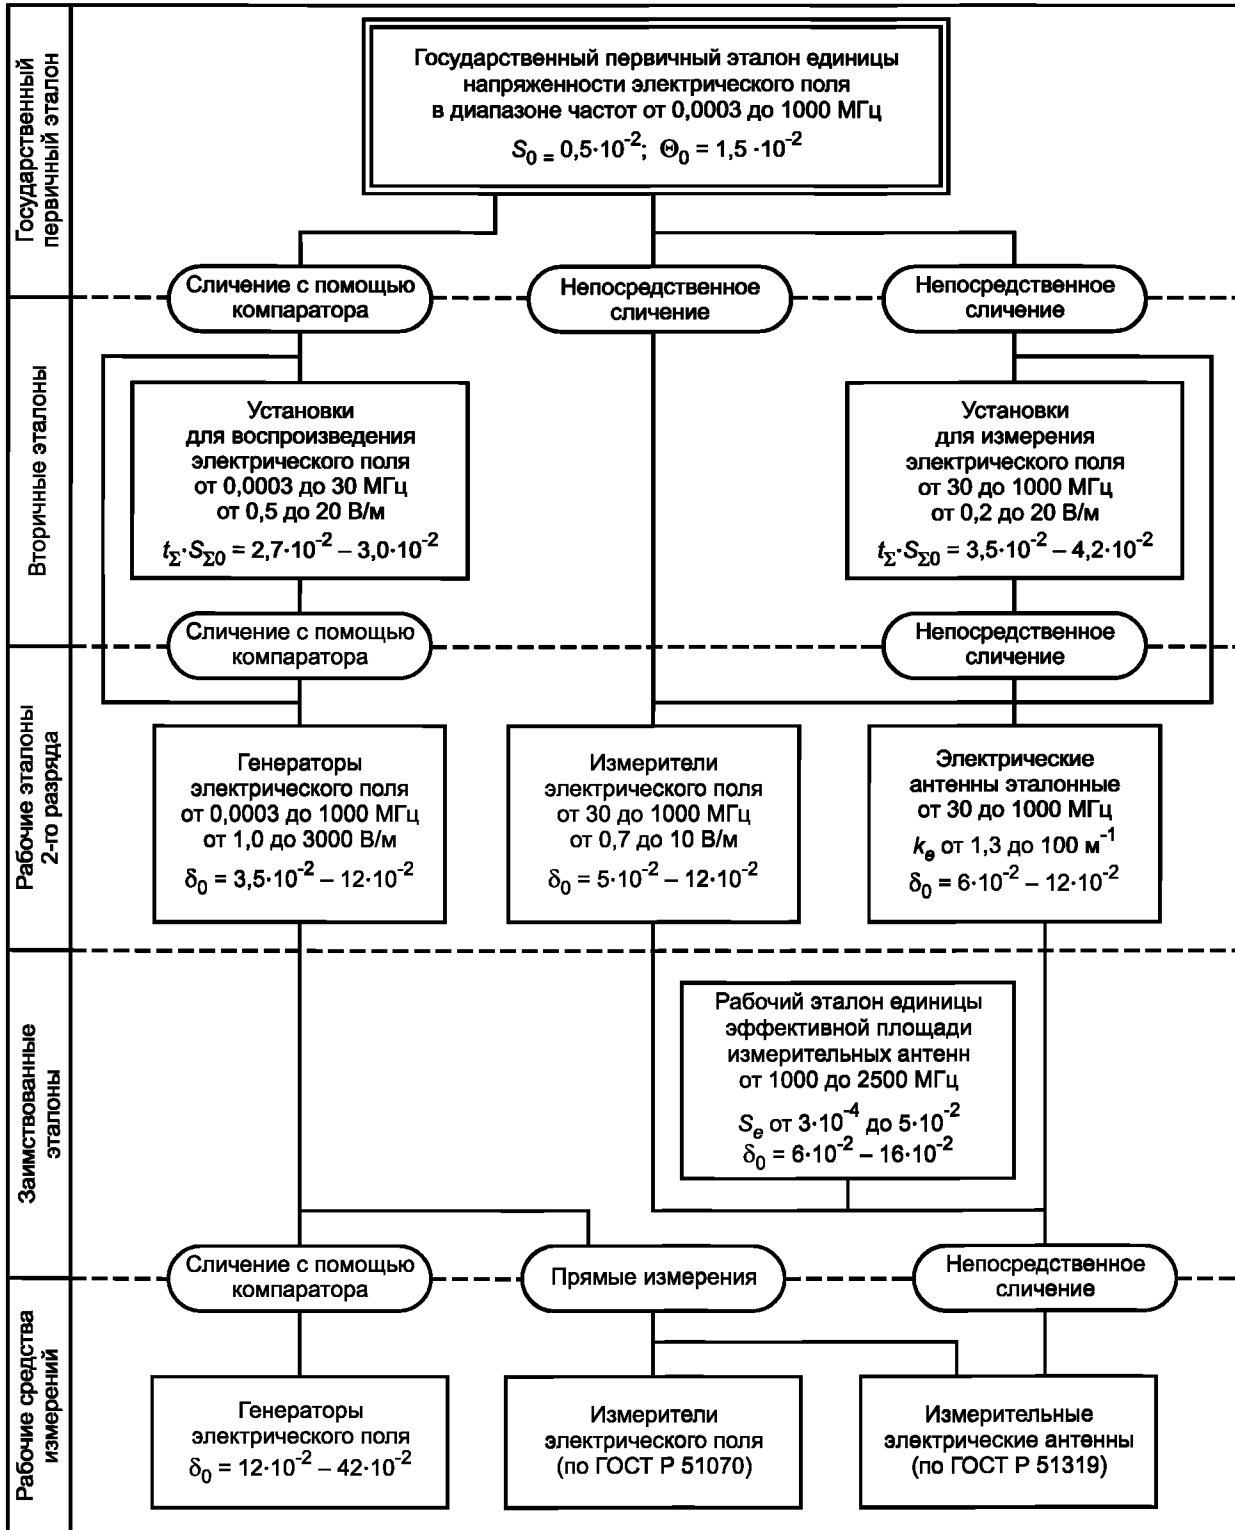 Государственный
первичный эталон
Государственный первичный эталон единицы
напряженности электрического поля
в диапазоне частот от 0,0003 до 1000 МГц
S₀ = 0,5·10⁻²; Θ₀ = 1,5 ·10⁻²
Сличение с помощью
компаратора
Непосредственное
сличение
Непосредственное
сличение
Вторичные эталоны
Установки
для воспроизведения
электрического поля
от 0,0003 до 30 МГц
от 0,5 до 20 В/м
t_Σ·S_Σ0 = 2,7·10⁻² – 3,0·10⁻²
Установки
для измерения
электрического поля
от 30 до 1000 МГц
от 0,2 до 20 В/м
t_Σ·S_Σ0 = 3,5·10⁻² – 4,2·10⁻²
Сличение с помощью
компаратора
Непосредственное
сличение
Рабочие эталоны
2-го разряда
Генераторы
электрического поля
от 0,0003 до 1000 МГц
от 1,0 до 3000 В/м
δ₀ = 3,5·10⁻² – 12·10⁻²
Измерители
электрического поля
от 30 до 1000 МГц
от 0,7 до 10 В/м
δ₀ = 5·10⁻² – 12·10⁻²
Электрические
антенны эталонные
от 30 до 1000 МГц
kₑ от 1,3 до 100 м⁻¹
δ₀ = 6·10⁻² – 12·10⁻²
Заимствованные
эталоны
Рабочий эталон единицы
эффективной площади
измерительных антенн
от 1000 до 2500 МГц
Sₑ от 3·10⁻⁴ до 5·10⁻²
δ₀ = 6·10⁻² – 16·10⁻²
Сличение с помощью
компаратора
Прямые измерения
Непосредственное
сличение
Рабочие средства
измерений
Генераторы
электрического поля
δ₀ = 12·10⁻² – 42·10⁻²
Измерители
электрического поля
(по ГОСТ Р 51070)
Измерительные
электрические антенны
(по ГОСТ Р 51319)